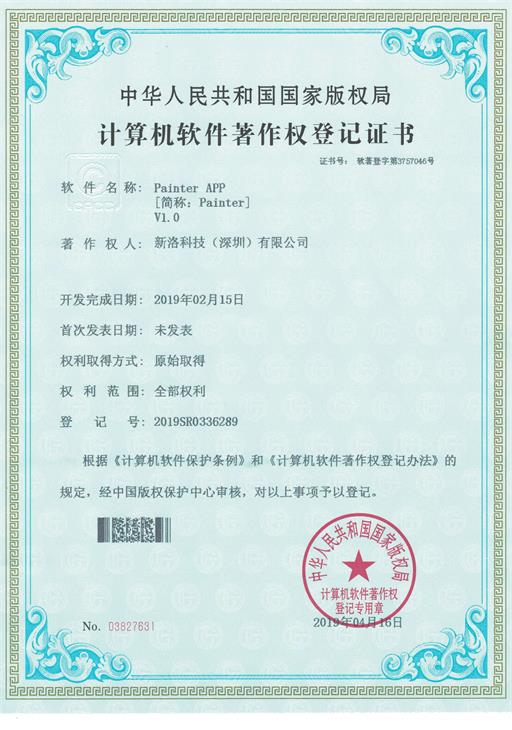 中华人民共和国国家版权局
计算机软件著作权登记证书
证书号： 软著登字第3757046号
CPCC
软件名称： Painter APP
[简称：Painter]
V1.0
著作权人： 新洛科技（深圳）有限公司
开发完成日期： 2019年02月15日
首次发表日期： 未发表
权利取得方式： 原始取得
权利范围： 全部权利
登记号： 2019SR0336289
根据《计算机软件保护条例》和《计算机软件著作权登记办法》的
规定，经中国版权保护中心审核，对以上事项予以登记。
中华人民共和国国家版权局
计算机软件著作权
登记专用章
No. 03827631
2019年04月16日